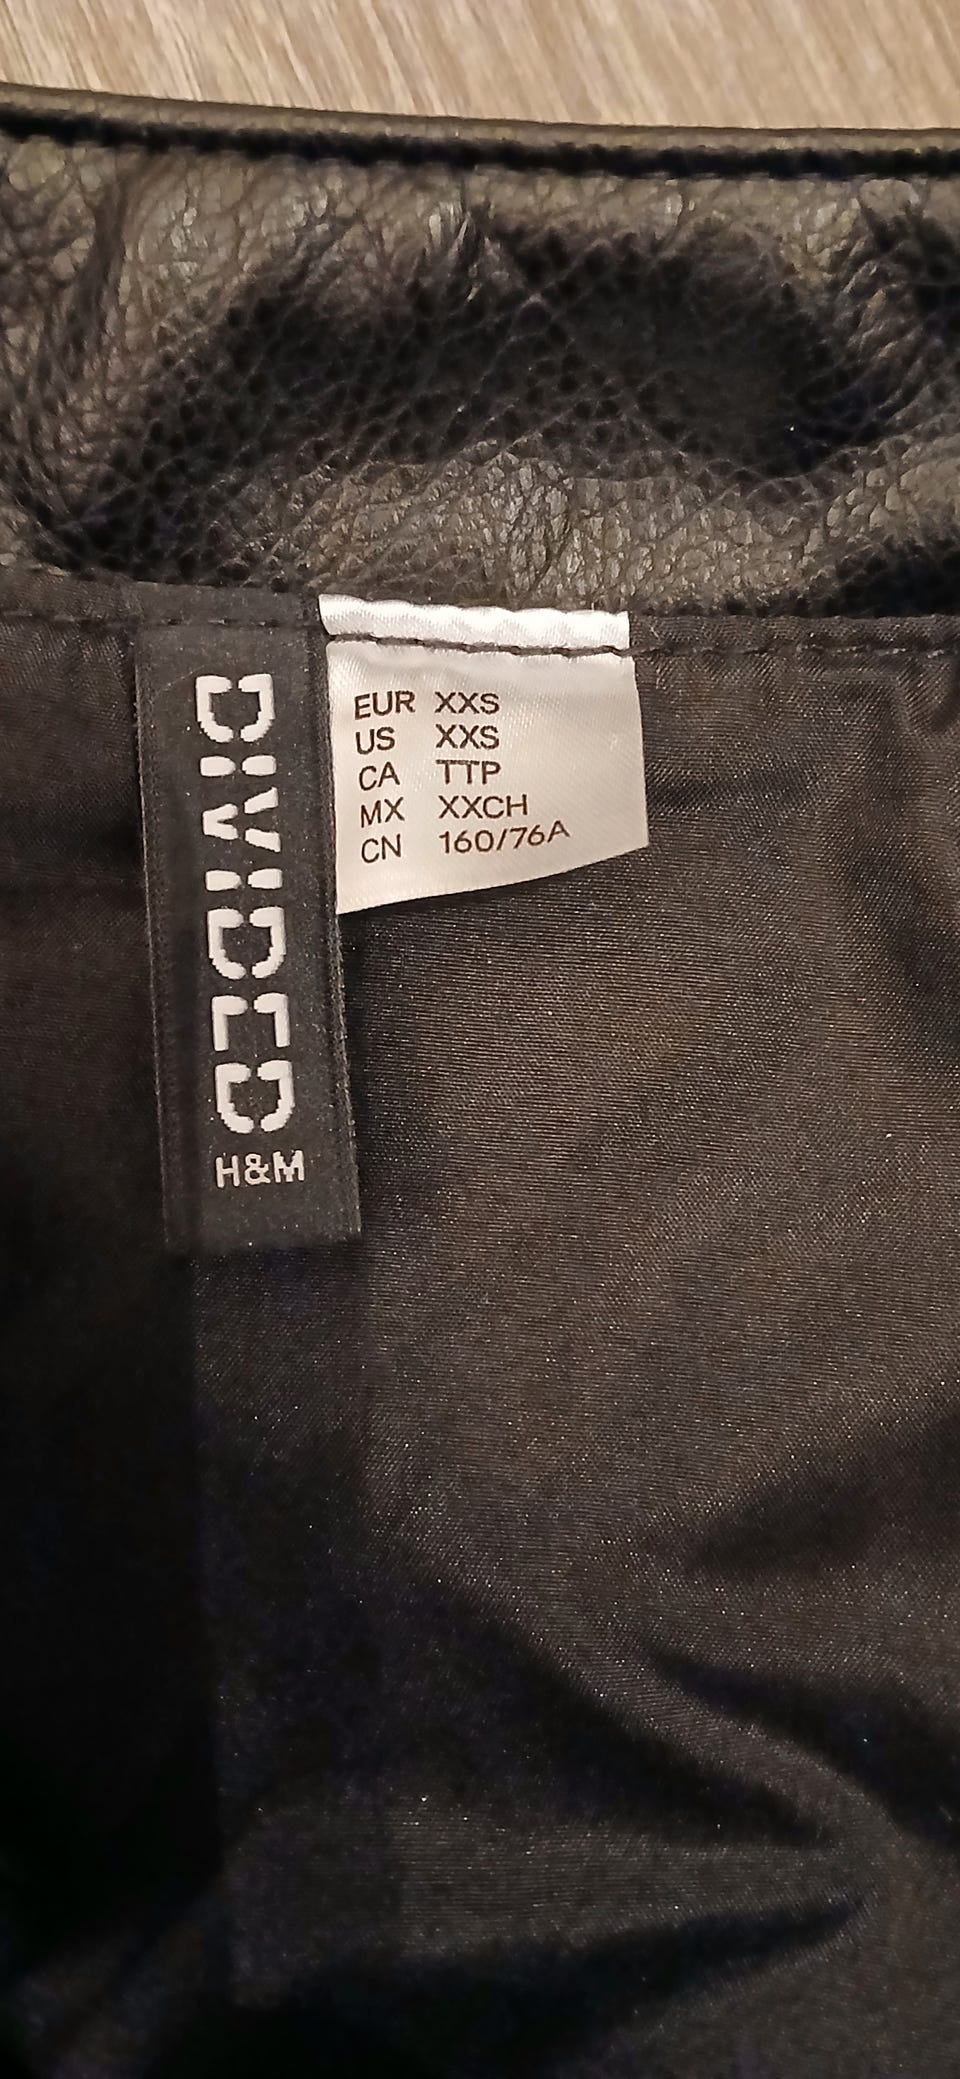 DIVIDED
H&M
EUR XXS
US XXS
CA TTP
MX XXCH
CN 160/76A